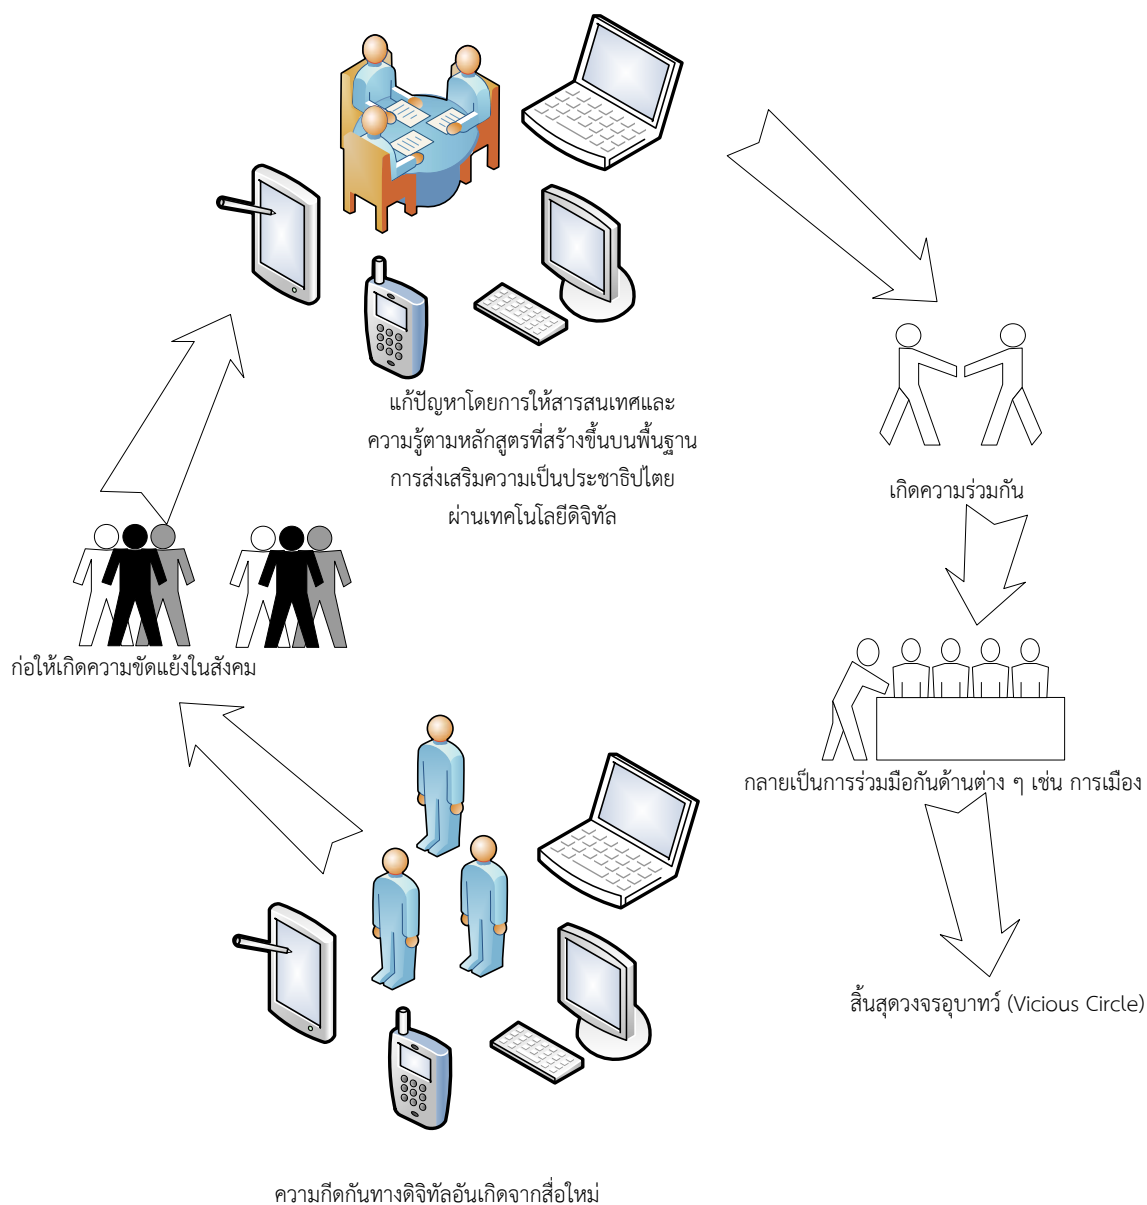 แก้ปัญหาโดยการให้สารสนเทศและ
ความรู้ตามหลักสูตรที่สร้างขึ้นบนพื้นฐาน
การส่งเสริมความเป็นประชาธิปไตย
ผ่านเทคโนโลยีดิจิทัล
เกิดความร่วมกัน
ก่อให้เกิดความขัดแย้งในสังคม
กลายเป็นการร่วมมือกันด้านต่าง ๆ เช่น การเมือง
สิ้นสุดวงจรอุบาทว์ (Vicious Circle)
ความกีดกันทางดิจิทัลอันเกิดจากสื่อใหม่